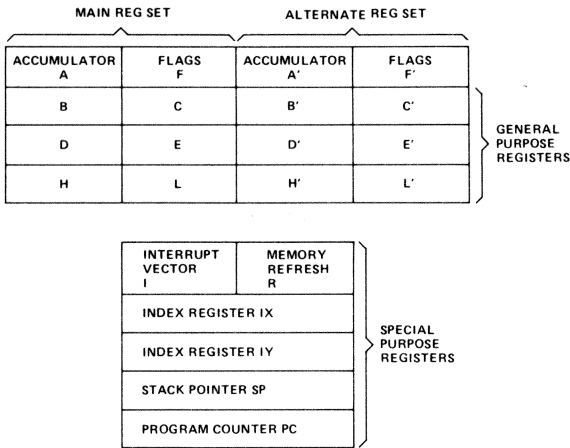 MAIN REG SET
ALTERNATE REG SET
ACCUMULATOR
A
FLAGS
F
ACCUMULATOR
A′
FLAGS
F′
B
C
B′
C′
D
E
D′
E′
H
L
H′
L′
GENERAL
PURPOSE
REGISTERS
INTERRUPT
VECTOR
I
MEMORY
REFRESH
R
INDEX REGISTER IX
INDEX REGISTER IY
STACK POINTER SP
PROGRAM COUNTER PC
SPECIAL
PURPOSE
REGISTERS